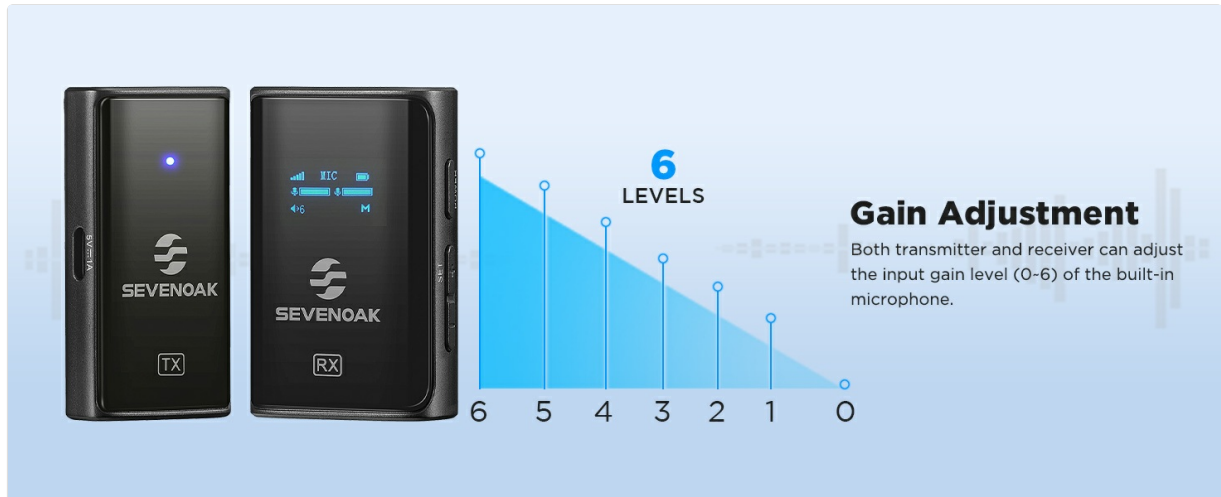 5V⎓1A
SEVENOAK
TX
MIC
6
M
SET
SEVENOAK
RX
6
LEVELS
6 5 4 3 2 1 0
Gain Adjustment
Both transmitter and receiver can adjust
the input gain level (0~6) of the built-in
microphone.